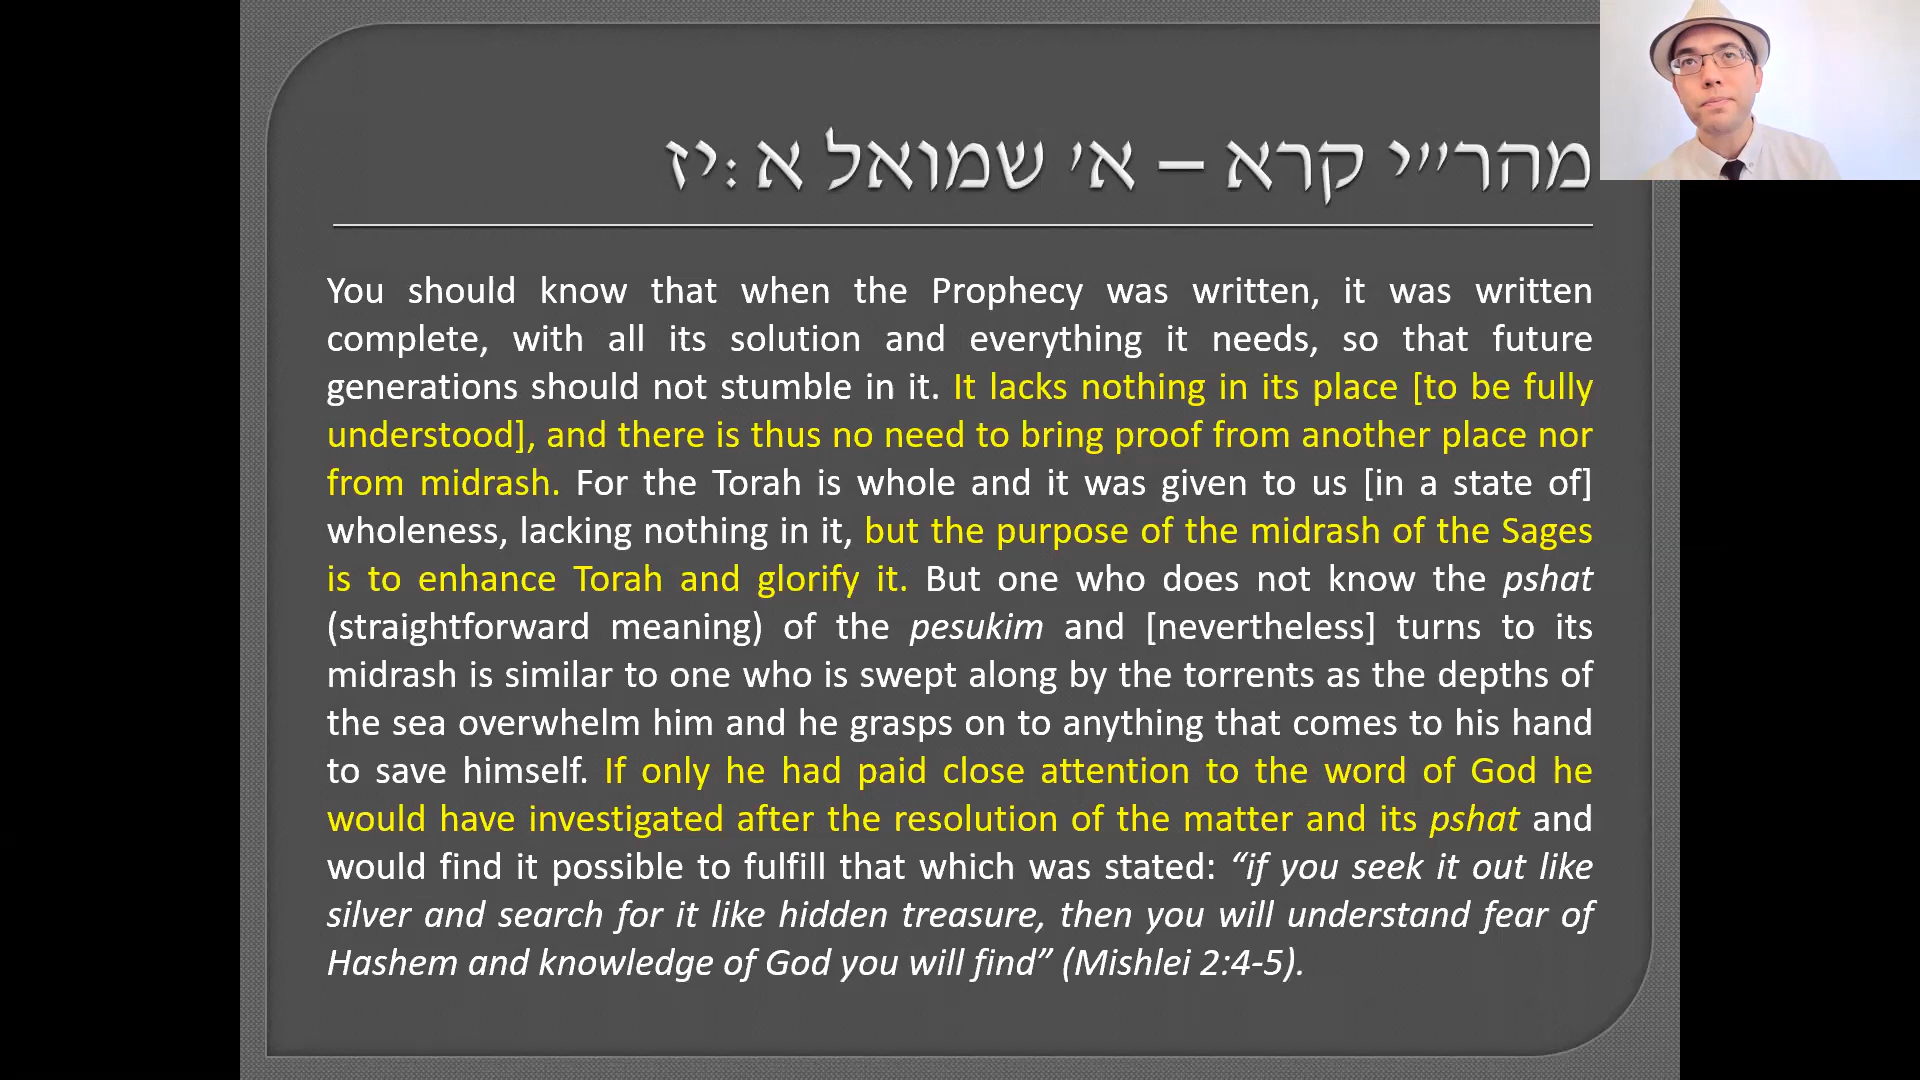 מהר"י קרא – א' שמואל א:יז
You should know that when the Prophecy was written, it was written
complete, with all its solution and everything it needs, so that future
generations should not stumble in it. It lacks nothing in its place [to be fully
understood], and there is thus no need to bring proof from another place nor
from midrash. For the Torah is whole and it was given to us [in a state of]
wholeness, lacking nothing in it, but the purpose of the midrash of the Sages
is to enhance Torah and glorify it. But one who does not know the pshat
(straightforward meaning) of the pesukim and [nevertheless] turns to its
midrash is similar to one who is swept along by the torrents as the depths of
the sea overwhelm him and he grasps on to anything that comes to his hand
to save himself. If only he had paid close attention to the word of God he
would have investigated after the resolution of the matter and its pshat and
would find it possible to fulfill that which was stated: “if you seek it out like
silver and search for it like hidden treasure, then you will understand fear of
Hashem and knowledge of God you will find” (Mishlei 2:4-5).